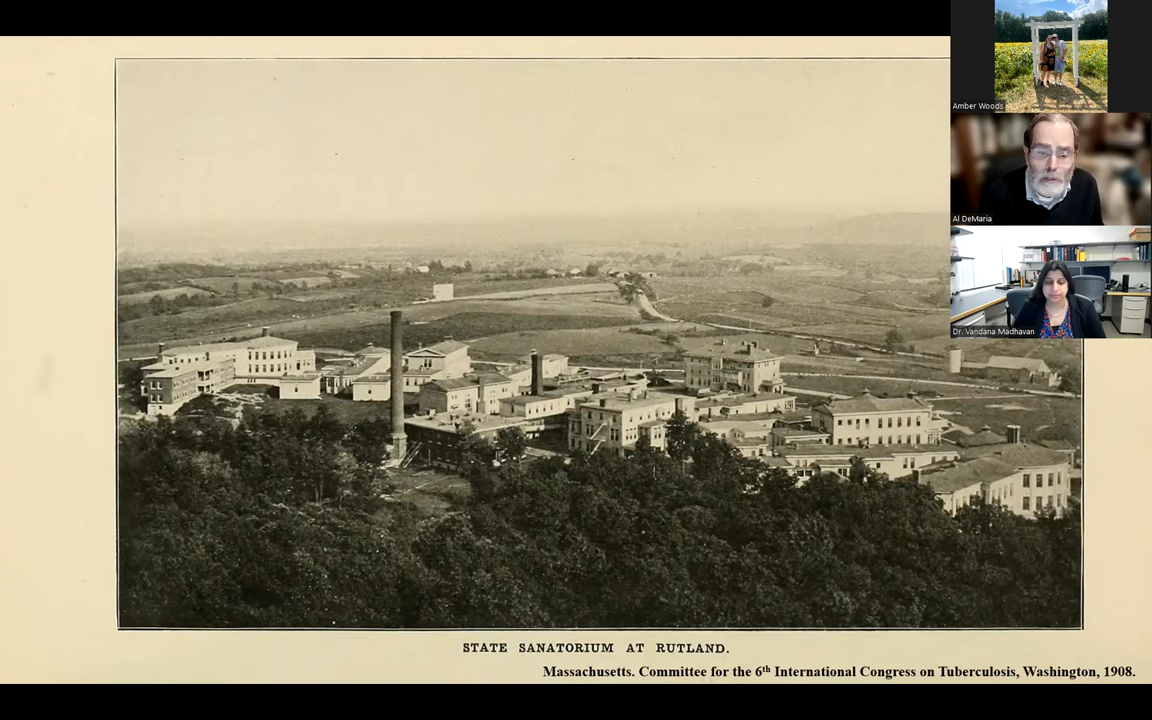 Amber Woods
Al DeMaria
Dr. Vandana Madhavan
STATE SANATORIUM AT RUTLAND.
Massachusetts. Committee for the 6th International Congress on Tuberculosis, Washington, 1908.